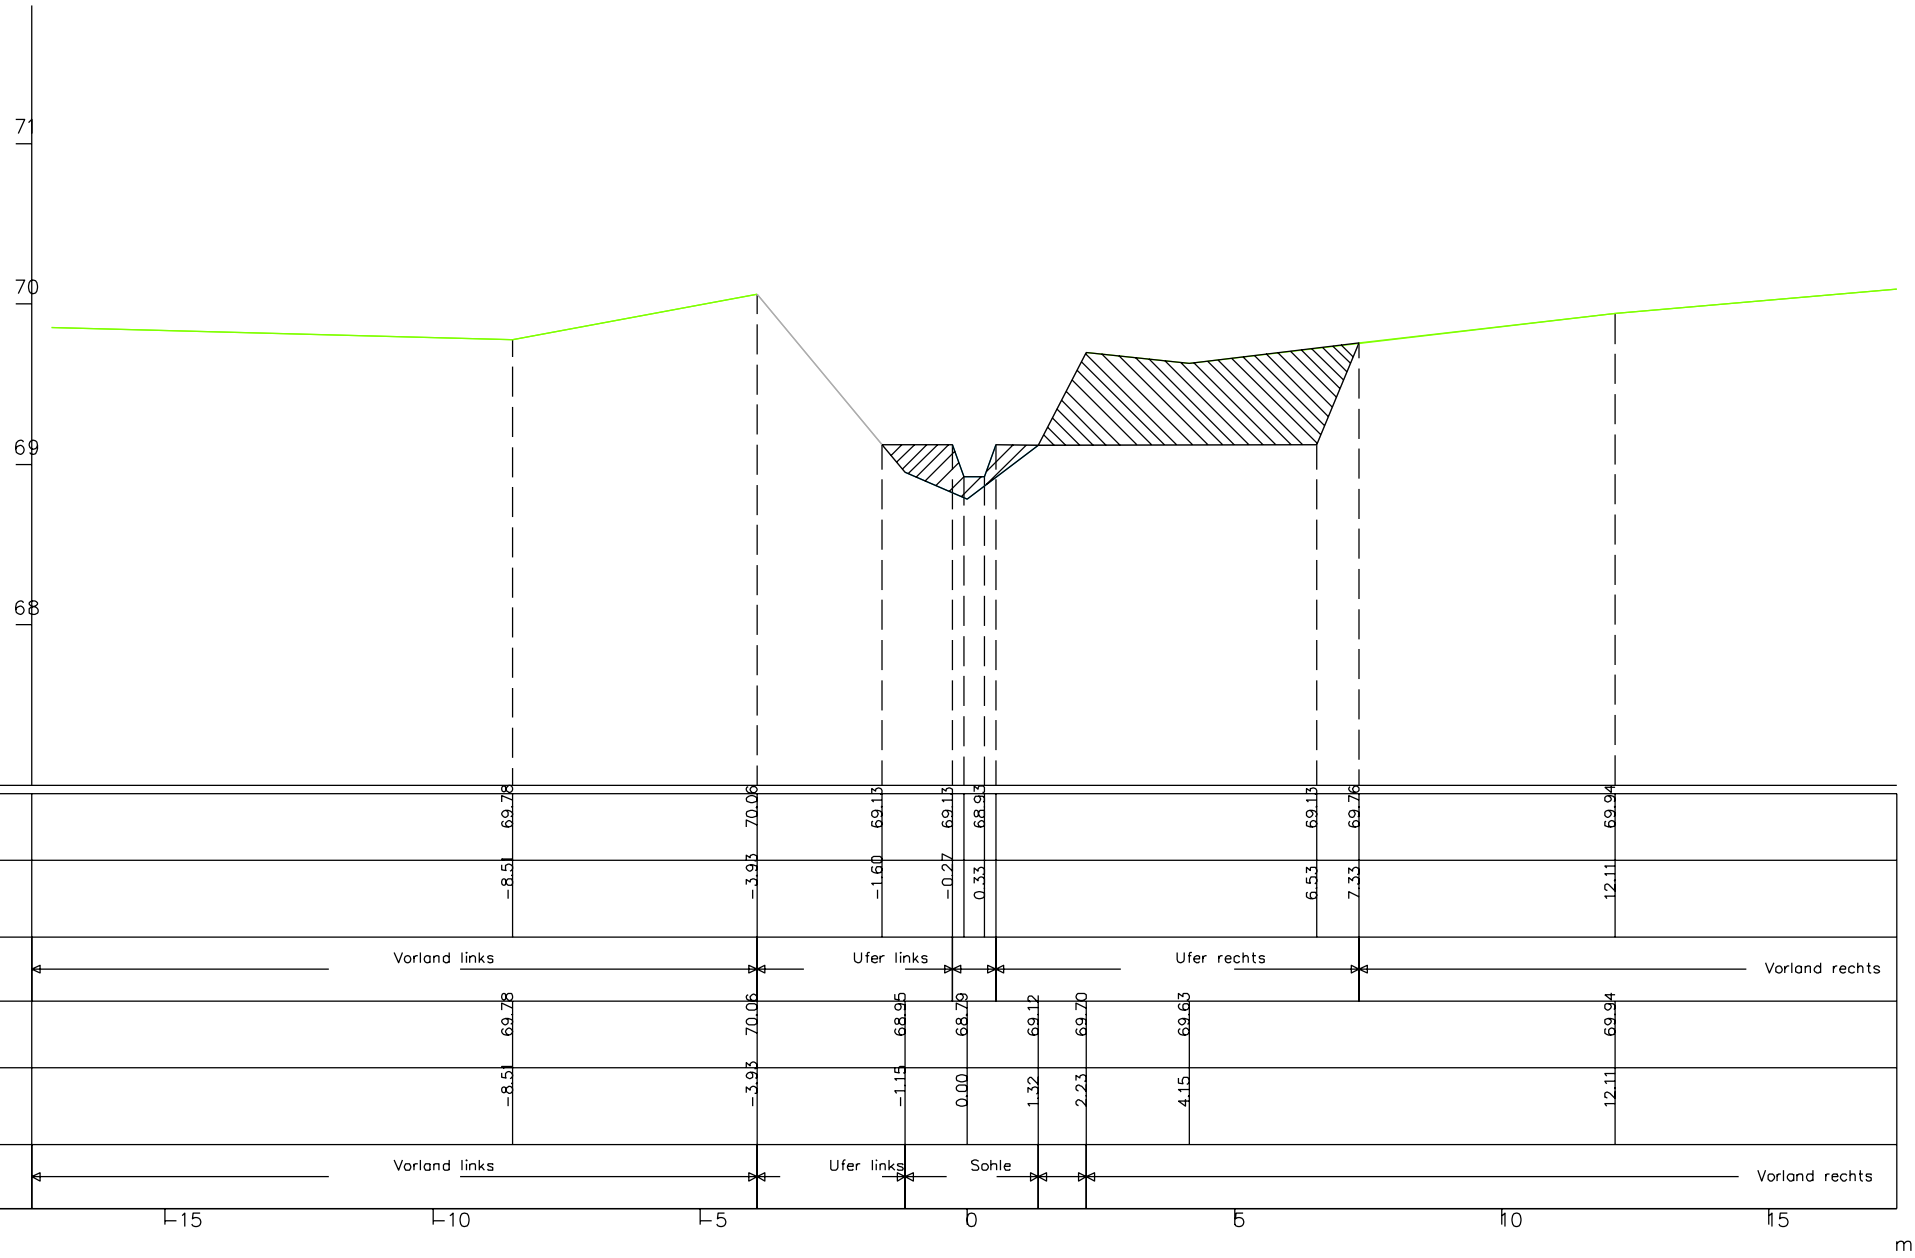 71
70
69
68
69.78 70.06 69.13 69.13 68.93 69.13 69.76 69.94
-8.51 -3.93 -1.60 -0.27 0.33 6.53 7.33 12.11
Vorland links Ufer links Ufer rechts Vorland rechts
69.78 70.06 68.95 68.79 69.12 69.70 69.63 69.94
-8.51 -3.93 -1.15 0.00 1.32 2.23 4.15 12.11
Vorland links Ufer links Sohle Vorland rechts
-15 -10 -5 0 5 10 15
m